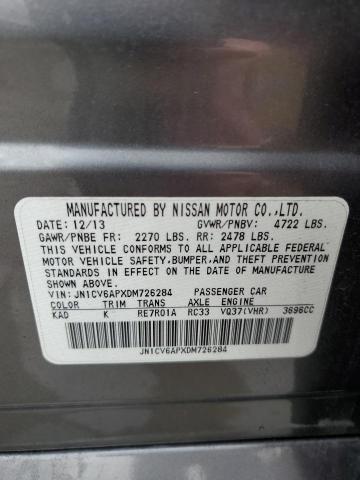 MANUFACTURED BY NISSAN MOTOR CO.,LTD.
DATE: 12/13 GVWR/PNBV: 4722 LBS.
GAWR/PNBE FR: 2270 LBS. RR: 2478 LBS.
THIS VEHICLE CONFORMS TO ALL APPLICABLE FEDERAL
MOTOR VEHICLE SAFETY,BUMPER,AND THEFT PREVENTION
STANDARDS IN EFFECT ON THE DATE OF MANUFACTURE
SHOWN ABOVE.
VIN: JN1CV6APXDM726284 PASSENGER CAR
COLOR TRIM TRANS AXLE ENGINE
KAD K RE7R01A RC33 VQ37(VHR) 3696CC
JN1CV6APXDM726284